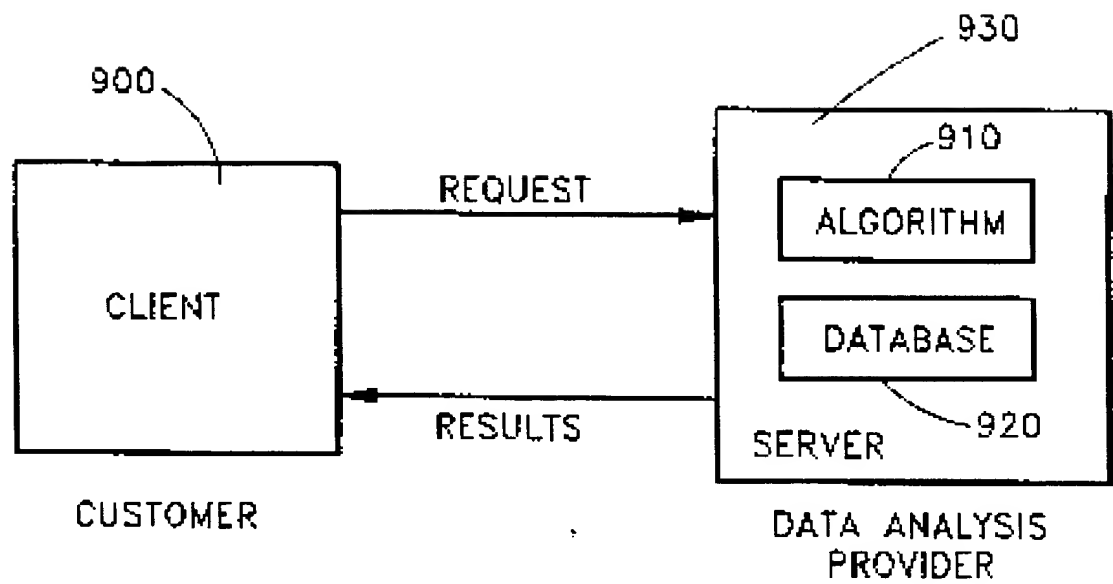 930
900
910
REQUEST
ALGORITHM
CLIENT
DATABASE
RESULTS
920
SERVER
CUSTOMER
DATA ANALYSIS
PROVIDER